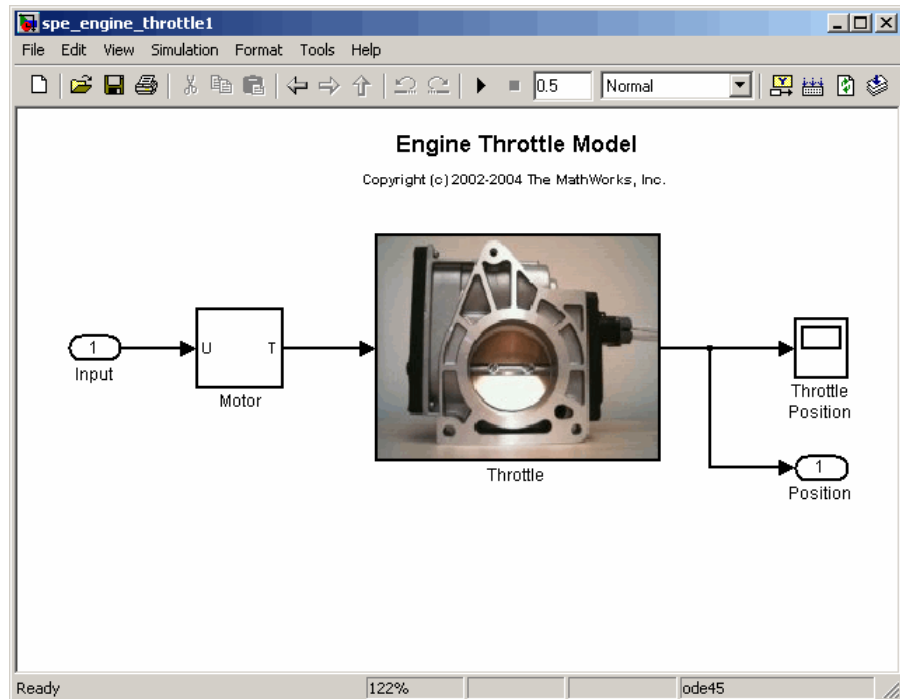 spe_engine_throttle1
File Edit View Simulation Format Tools Help
0.5 Normal
Engine Throttle Model
Copyright (c) 2002-2004 The MathWorks, Inc.
1
Input
U T
Motor
Throttle
Throttle
Position
1
Position
Ready 122% ode45